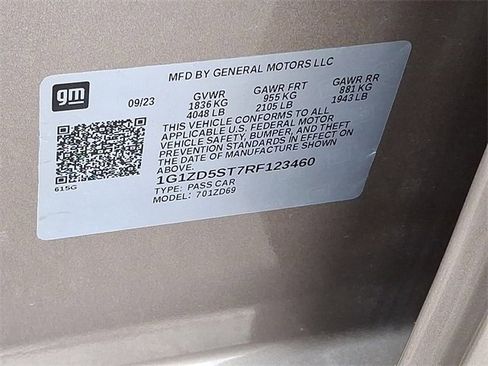 MFD BY GENERAL MOTORS LLC
gm
09/23 GVWR GAWR FRT GAWR RR
1836 KG 955 KG 881 KG
4048 LB 2105 LB 1943 LB
THIS VEHICLE CONFORMS TO ALL
APPLICABLE U.S. FEDERAL MOTOR
VEHICLE SAFETY, BUMPER, AND THEFT
PREVENTION STANDARDS IN EFFECT ON
THE DATE OF MANUFACTURE SHOWN
ABOVE.
1G1ZD5ST7RF123460
TYPE: PASS CAR
MODEL: 701ZD69
615G